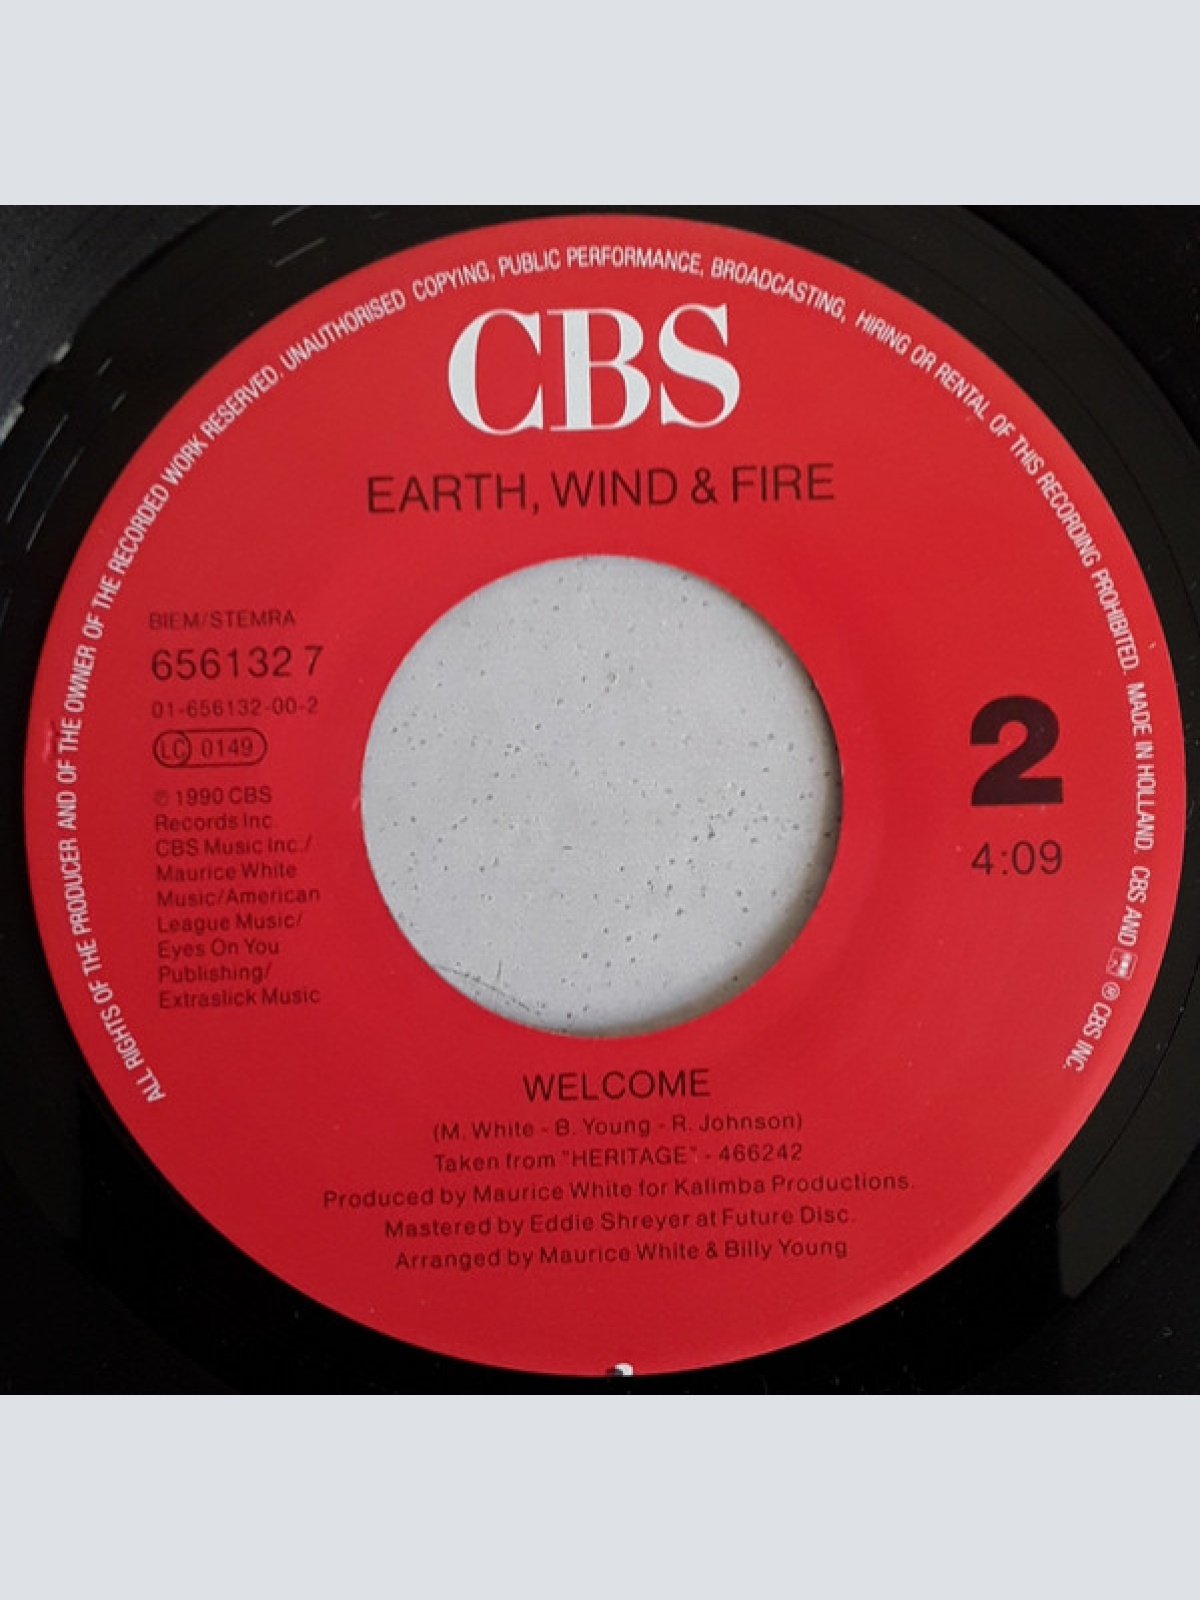 ALL RIGHTS OF THE PRODUCER AND OF THE OWNER OF THE RECORDED WORK RESERVED. UNAUTHORISED COPYING, PUBLIC PERFORMANCE, BROADCASTING, HIRING OR RENTAL OF THIS RECORDING PROHIBITED. MADE IN HOLLAND. CBS AND ® CBS INC.
CBS
EARTH, WIND & FIRE
BIEM/STEMRA
656132 7
01-656132-00-2
LC 0149
℗ 1990 CBS
Records Inc.
CBS Music Inc./
Maurice White
Music/American
League Music/
Eyes On You
Publishing/
Extraslick Music
2
4:09
WELCOME
(M. White - B. Young - R. Johnson)
Taken from "HERITAGE" - 466242
Produced by Maurice White for Kalimba Productions.
Mastered by Eddie Shreyer at Future Disc.
Arranged by Maurice White & Billy Young